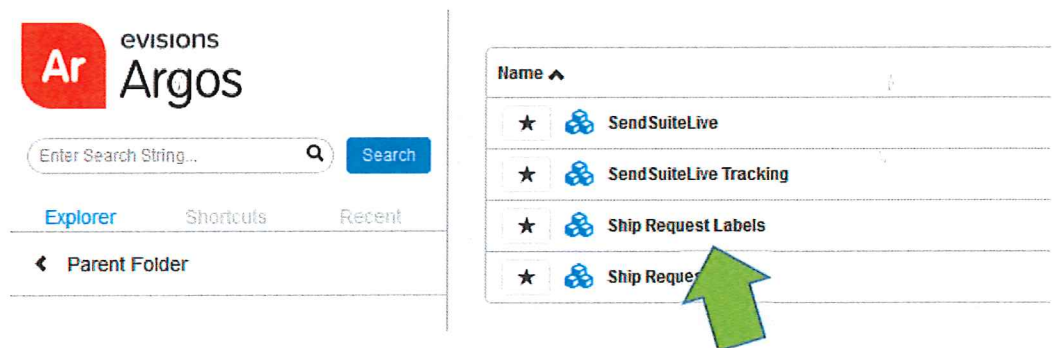 Ar
evisions
Argos
Enter Search String...
Search
Explorer Shortcuts Recent
Parent Folder
Name
SendSuiteLive
SendSuiteLive Tracking
Ship Request Labels
Ship